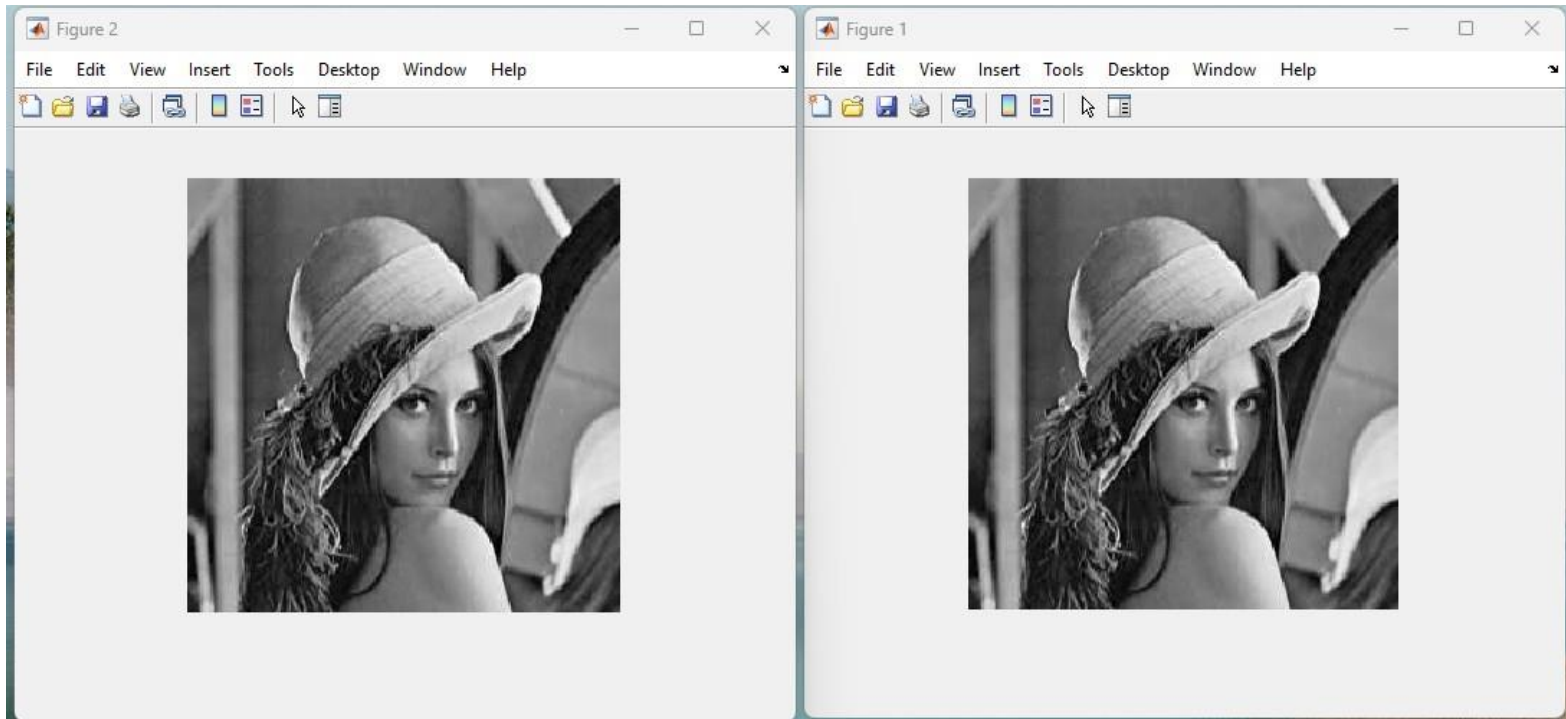 Figure 2
File Edit View Insert Tools Desktop Window Help
Figure 1
File Edit View Insert Tools Desktop Window Help